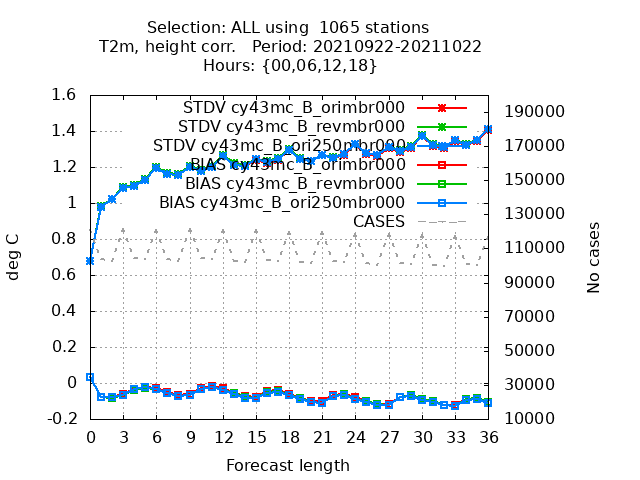 Selection: ALL using  1065 stations
T2m, height corr.   Period: 20210922-20211022
Hours: {00,06,12,18}
STDV cy43mc_B_orimbr000
STDV cy43mc_B_revmbr000
STDV cy43mc_B_ori250mbr000
BIAS cy43mc_B_orimbr000
BIAS cy43mc_B_revmbr000
BIAS cy43mc_B_ori250mbr000
CASES
deg C
1.6
1.4
1.2
1
0.8
0.6
0.4
0.2
0
-0.2
190000
170000
150000
130000
110000
90000
70000
50000
30000
10000
No cases
0 3 6 9 12 15 18 21 24 27 30 33 36
Forecast length